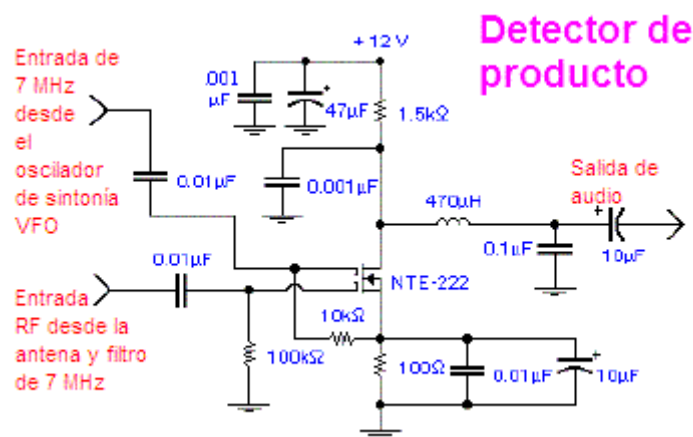 Detector de
producto
Entrada de
7 MHz
desde
el
oscilador
de sintonía
VFO
+12 V
.001
µF
47µF
+
1.5kΩ
0.01µF
0.001µF
470µH
Salida de
audio
+
10µF
0.1µF
0.01µF
NTE-222
Entrada
RF desde la
antena y filtro
de 7 MHz
10kΩ
100kΩ
100Ω
0.01µF
+
10µF